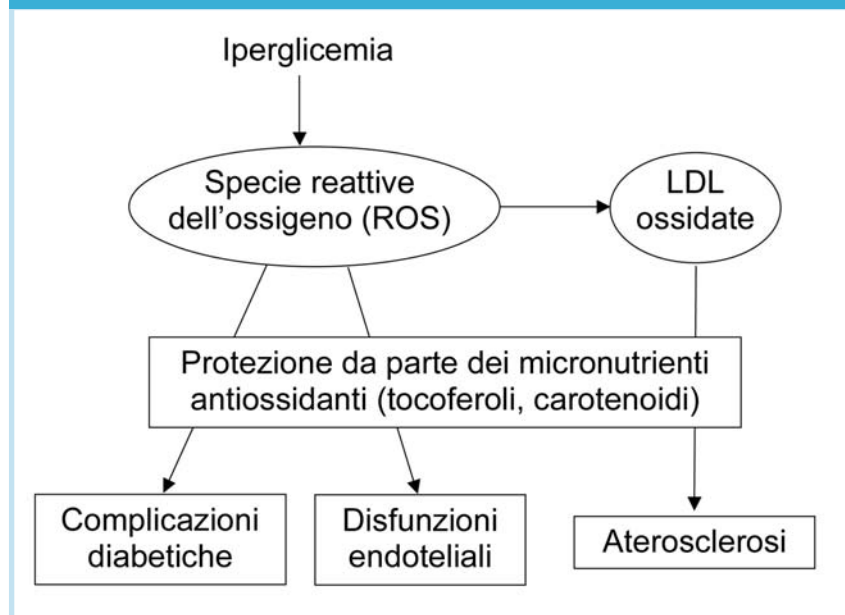 Iperglicemia
Specie reattive
dell'ossigeno (ROS)
LDL
ossidate
Protezione da parte dei micronutrienti
antiossidanti (tocoferoli, carotenoidi)
Complicazioni
diabetiche
Disfunzioni
endoteliali
Aterosclerosi